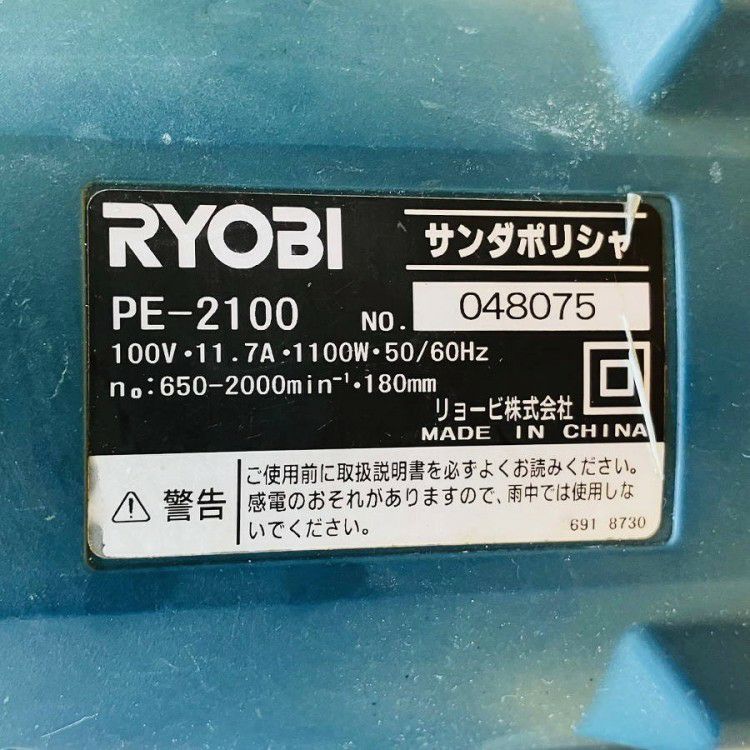 RYOBI サンダポリシャ
PE-2100 NO. 048075
100V・11.7A・1100W・50/60Hz
n₀:650-2000min⁻¹・180mm
リョービ株式会社
MADE IN CHINA
警告
ご使用前に取扱説明書を必ずよくお読みください。
感電のおそれがありますので、雨中では使用しな
いでください。
691 8730